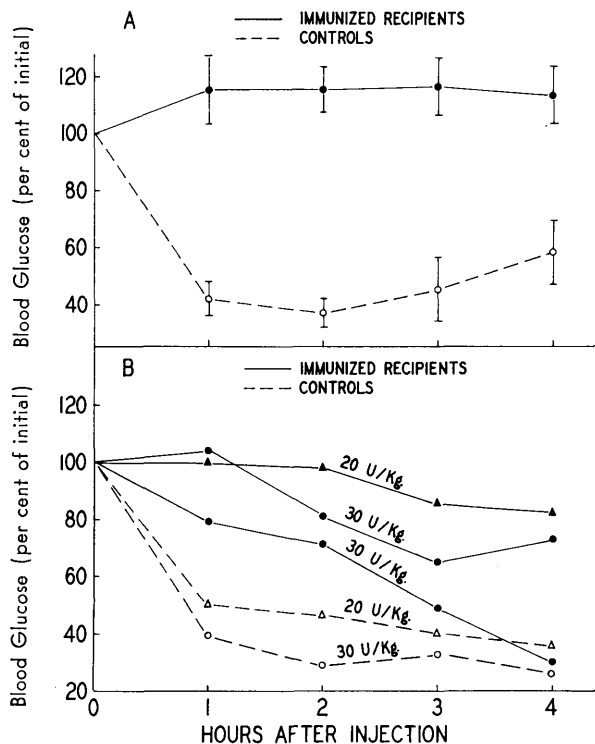 A
IMMUNIZED RECIPIENTS
CONTROLS
Blood Glucose (per cent of initial)
120
100
80
60
40
B
IMMUNIZED RECIPIENTS
CONTROLS
Blood Glucose (per cent of initial)
120
100
80
60
40
20
20 U/Kg.
30 U/Kg.
30 U/Kg.
20 U/Kg.
30 U/Kg.
0 1 2 3 4
HOURS AFTER INJECTION